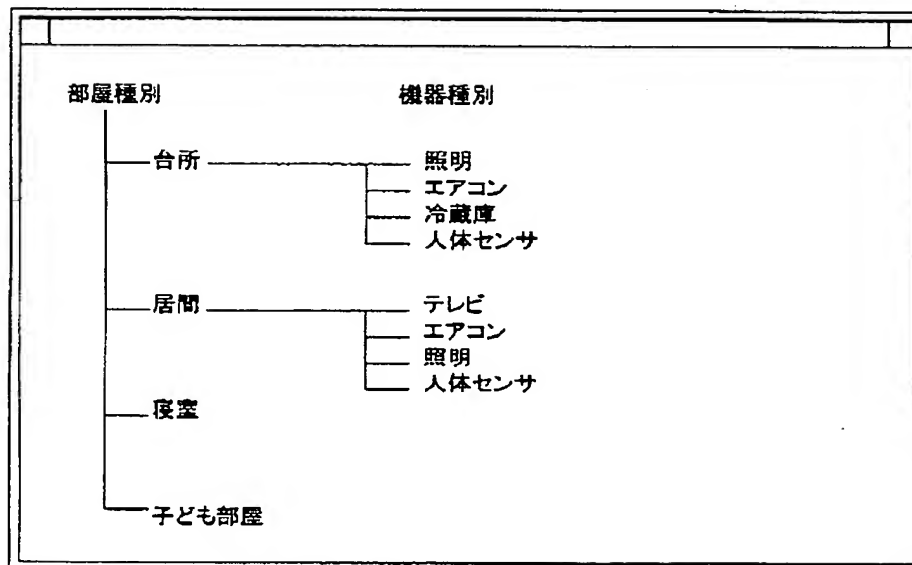 部屋種別 機器種別
台所 照明
エアコン
冷蔵庫
人体センサ
居間 テレビ
エアコン
照明
人体センサ
寝室
子ども部屋